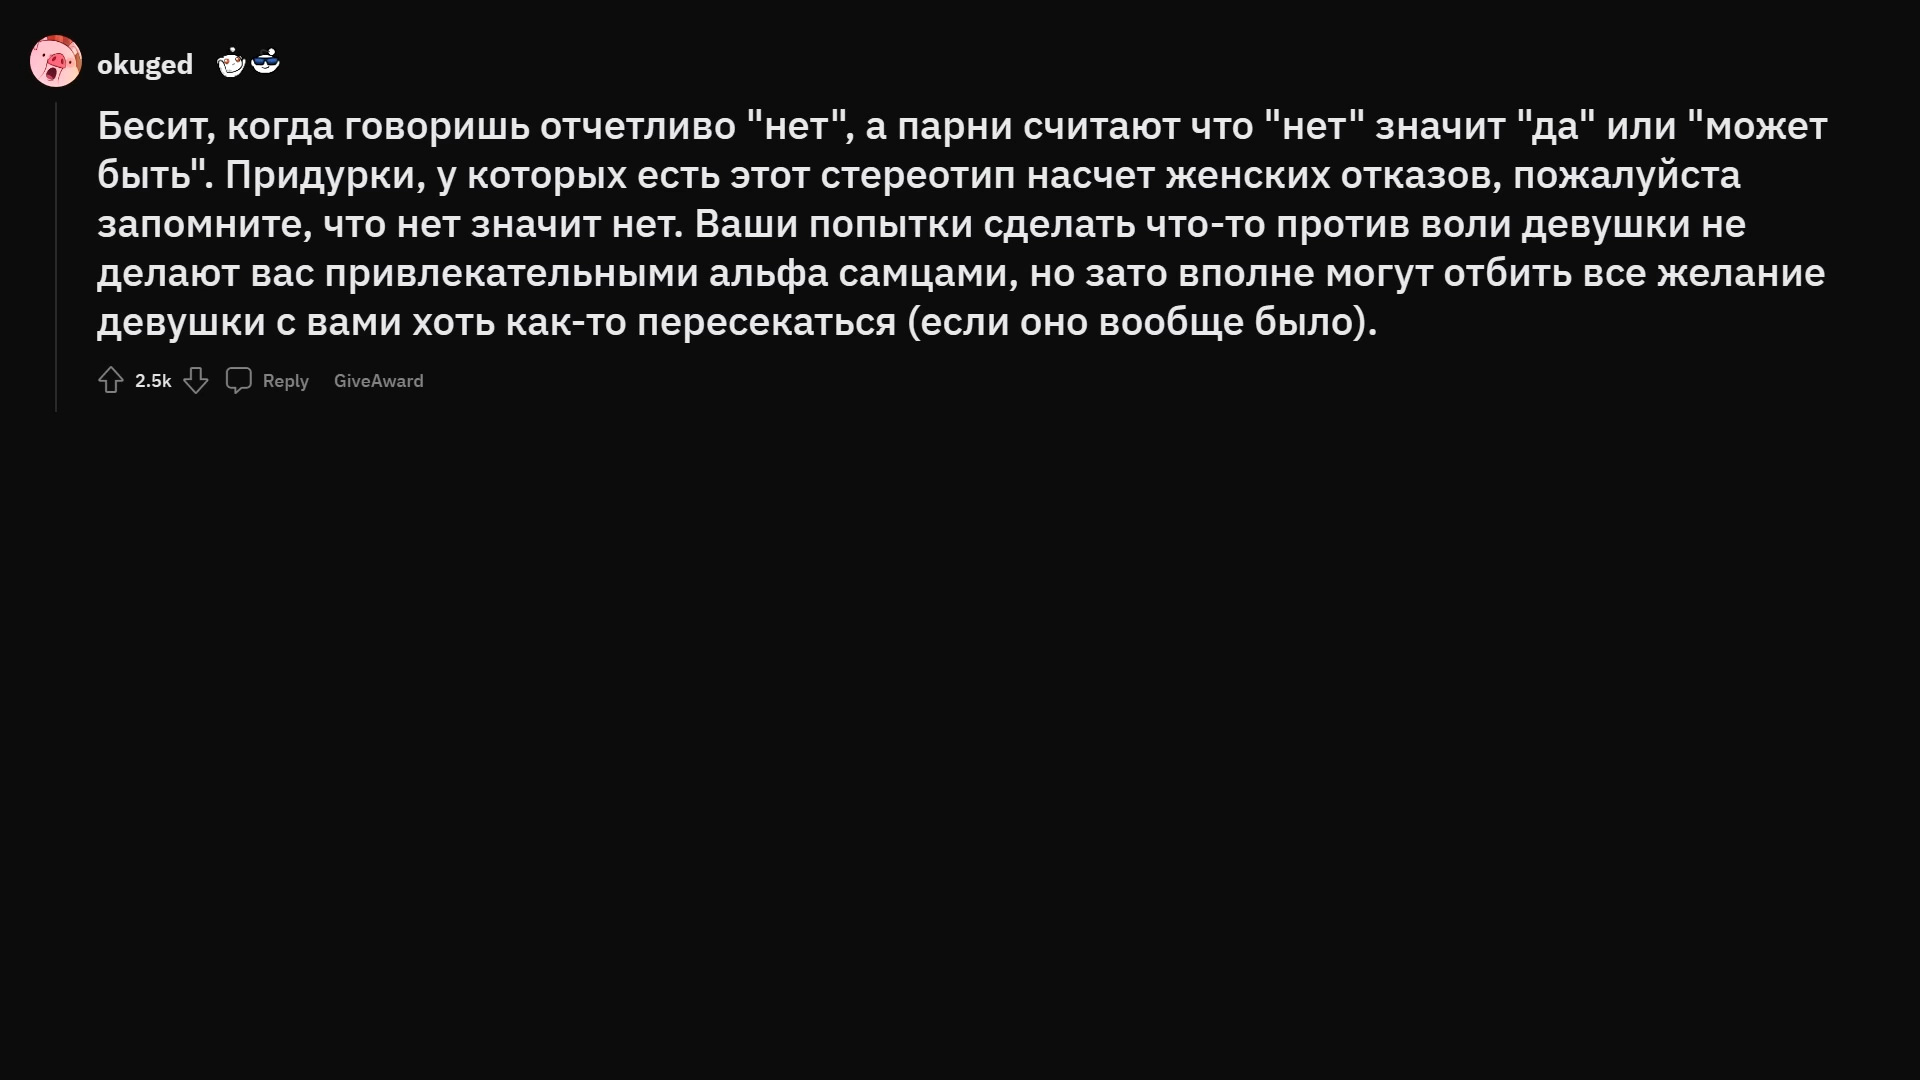 okuged
Бесит, когда говоришь отчетливо "нет", а парни считают что "нет" значит "да" или "может
быть". Придурки, у которых есть этот стереотип насчет женских отказов, пожалуйста
запомните, что нет значит нет. Ваши попытки сделать что-то против воли девушки не
делают вас привлекательными альфа самцами, но зато вполне могут отбить все желание
девушки с вами хоть как-то пересекаться (если оно вообще было).
2.5k Reply GiveAward